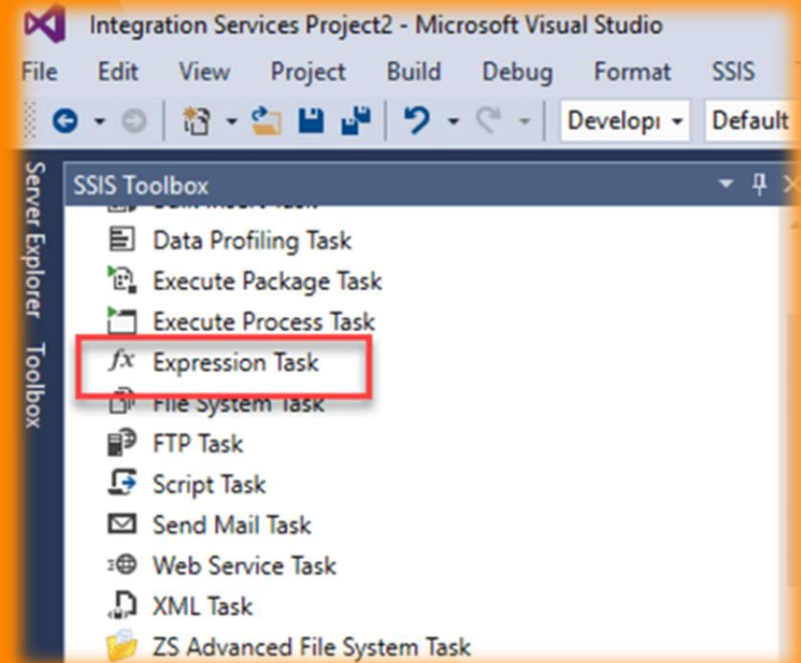 Integration Services Project2 - Microsoft Visual Studio
File Edit View Project Build Debug Format SSIS
Developı Default
Server Explorer
Toolbox
SSIS Toolbox
Data Profiling Task
Execute Package Task
Execute Process Task
fx Expression Task
File System Task
FTP Task
Script Task
Send Mail Task
Web Service Task
XML Task
ZS Advanced File System Task